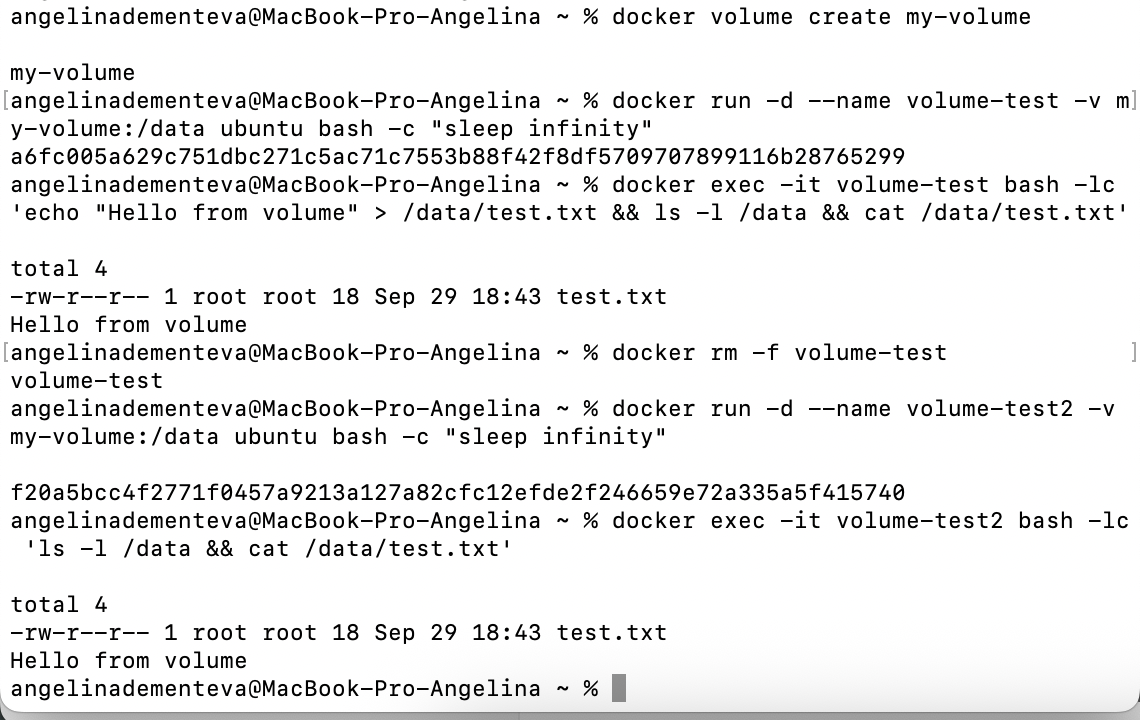 angelinadementeva@MacBook-Pro-Angelina ~ % docker volume create my-volume
my-volume
[angelinadementeva@MacBook-Pro-Angelina ~ % docker run -d --name volume-test -v m]
y-volume:/data ubuntu bash -c "sleep infinity"
a6fc005a629c751dbc271c5ac71c7553b88f42f8df5709707899116b28765299
angelinadementeva@MacBook-Pro-Angelina ~ % docker exec -it volume-test bash -lc
'echo "Hello from volume" > /data/test.txt && ls -l /data && cat /data/test.txt'
total 4
-rw-r--r-- 1 root root 18 Sep 29 18:43 test.txt
Hello from volume
[angelinadementeva@MacBook-Pro-Angelina ~ % docker rm -f volume-test ]
volume-test
angelinadementeva@MacBook-Pro-Angelina ~ % docker run -d --name volume-test2 -v
my-volume:/data ubuntu bash -c "sleep infinity"
f20a5bcc4f2771f0457a9213a127a82cfc12efde2f246659e72a335a5f415740
angelinadementeva@MacBook-Pro-Angelina ~ % docker exec -it volume-test2 bash -lc
'ls -l /data && cat /data/test.txt'
total 4
-rw-r--r-- 1 root root 18 Sep 29 18:43 test.txt
Hello from volume
angelinadementeva@MacBook-Pro-Angelina ~ %